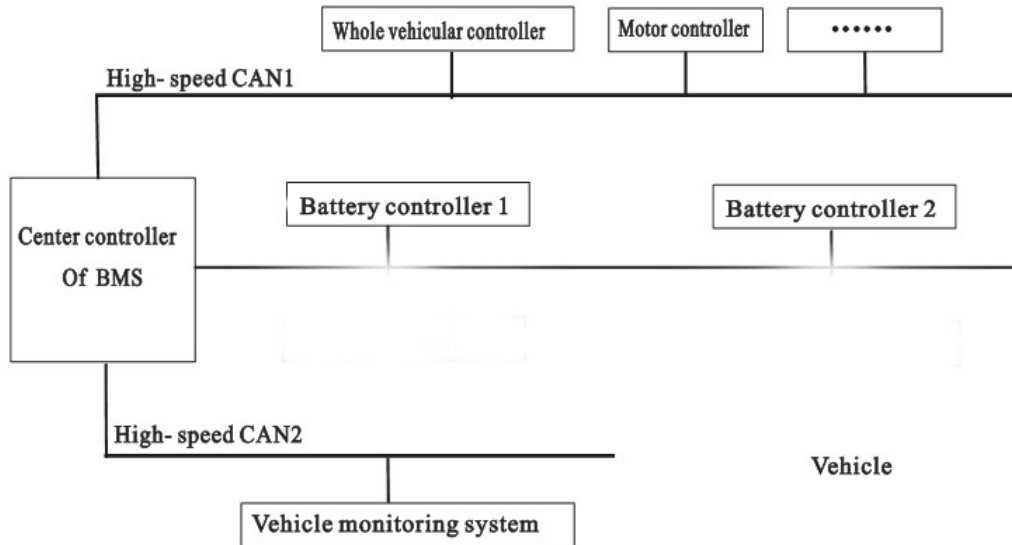 Whole vehicular controller
Motor controller
••••••
High- speed CAN1
Battery controller 1
Battery controller 2
Center controller
Of BMS
High- speed CAN2
Vehicle
Vehicle monitoring system